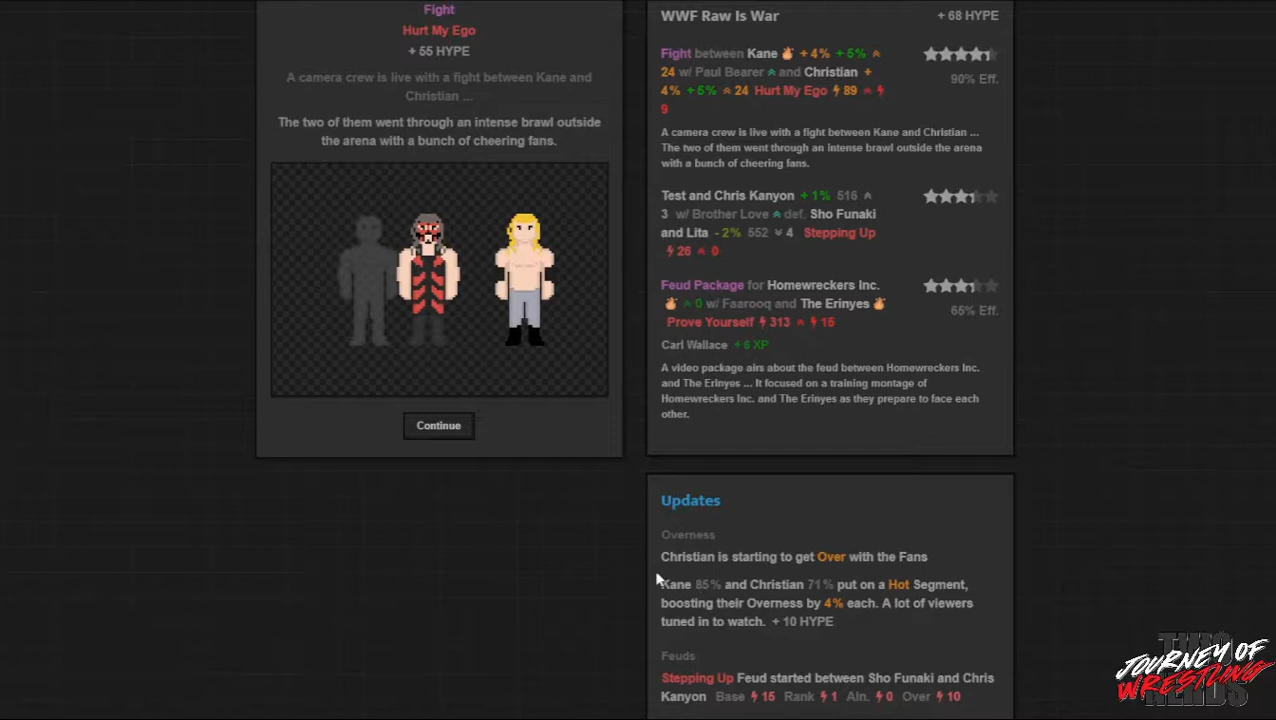 Fight
Hurt My Ego
+ 55 HYPE
A camera crew is live with a fight between Kane and
Christian ...
The two of them went through an intense brawl outside
the arena with a bunch of cheering fans.
Continue
WWF Raw Is War + 68 HYPE
Fight between Kane + 4% + 5%
24 w/ Paul Bearer and Christian +
4% + 5% 24 Hurt My Ego 89
9
90% Eff.
A camera crew is live with a fight between Kane and Christian ...
The two of them went through an intense brawl outside the arena
with a bunch of cheering fans.
Test and Chris Kanyon + 1% 516
3 w/ Brother Love def. Sho Funaki
and Lita - 2% 552 4 Stepping Up
26 0
Feud Package for Homewreckers Inc.
0 w/ Faarooq and The Erinyes
Prove Yourself 313 15
65% Eff.
Carl Wallace + 6 XP
A video package airs about the feud between Homewreckers Inc.
and The Erinyes ... It focused on a training montage of
Homewreckers Inc. and The Erinyes as they prepare to face each
other.
Updates
Overness
Christian is starting to get Over with the Fans
Kane 85% and Christian 71% put on a Hot Segment,
boosting their Overness by 4% each. A lot of viewers
tuned in to watch. + 10 HYPE
Feuds
Stepping Up Feud started between Sho Funaki and Chris
Kanyon Base 15 Rank 1 Aln. 0 Over 10
JOURNEY OF
WRESTLING
TWO
NERDS